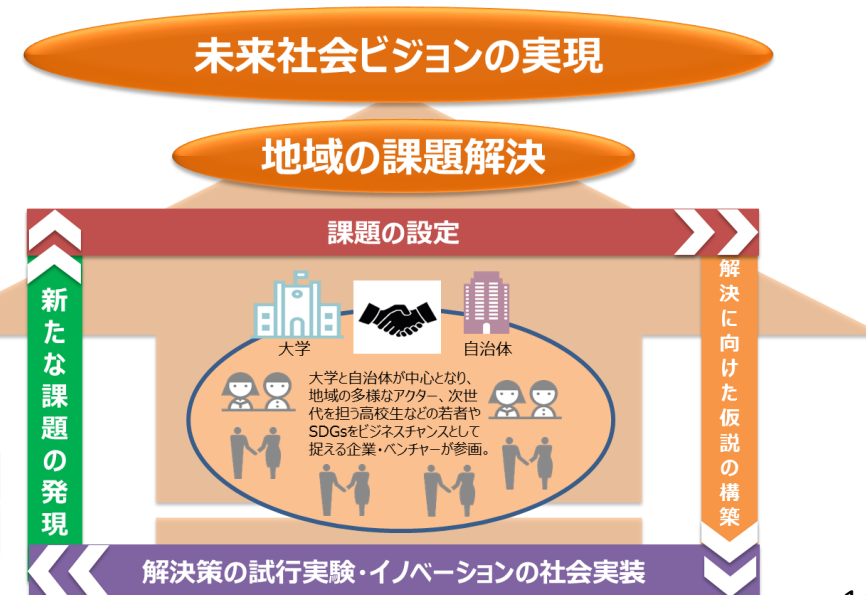 未来社会ビジョンの実現
地域の課題解決
課題の設定
新たな課題の発現
解決に向けた仮説の構築
大学
自治体
大学と自治体が中心となり、
地域の多様なアクター、次世
代を担う高校生などの若者や
SDGsをビジネスチャンスとして
捉える企業・ベンチャーが参画。
解決策の試行実験・イノベーションの社会実装